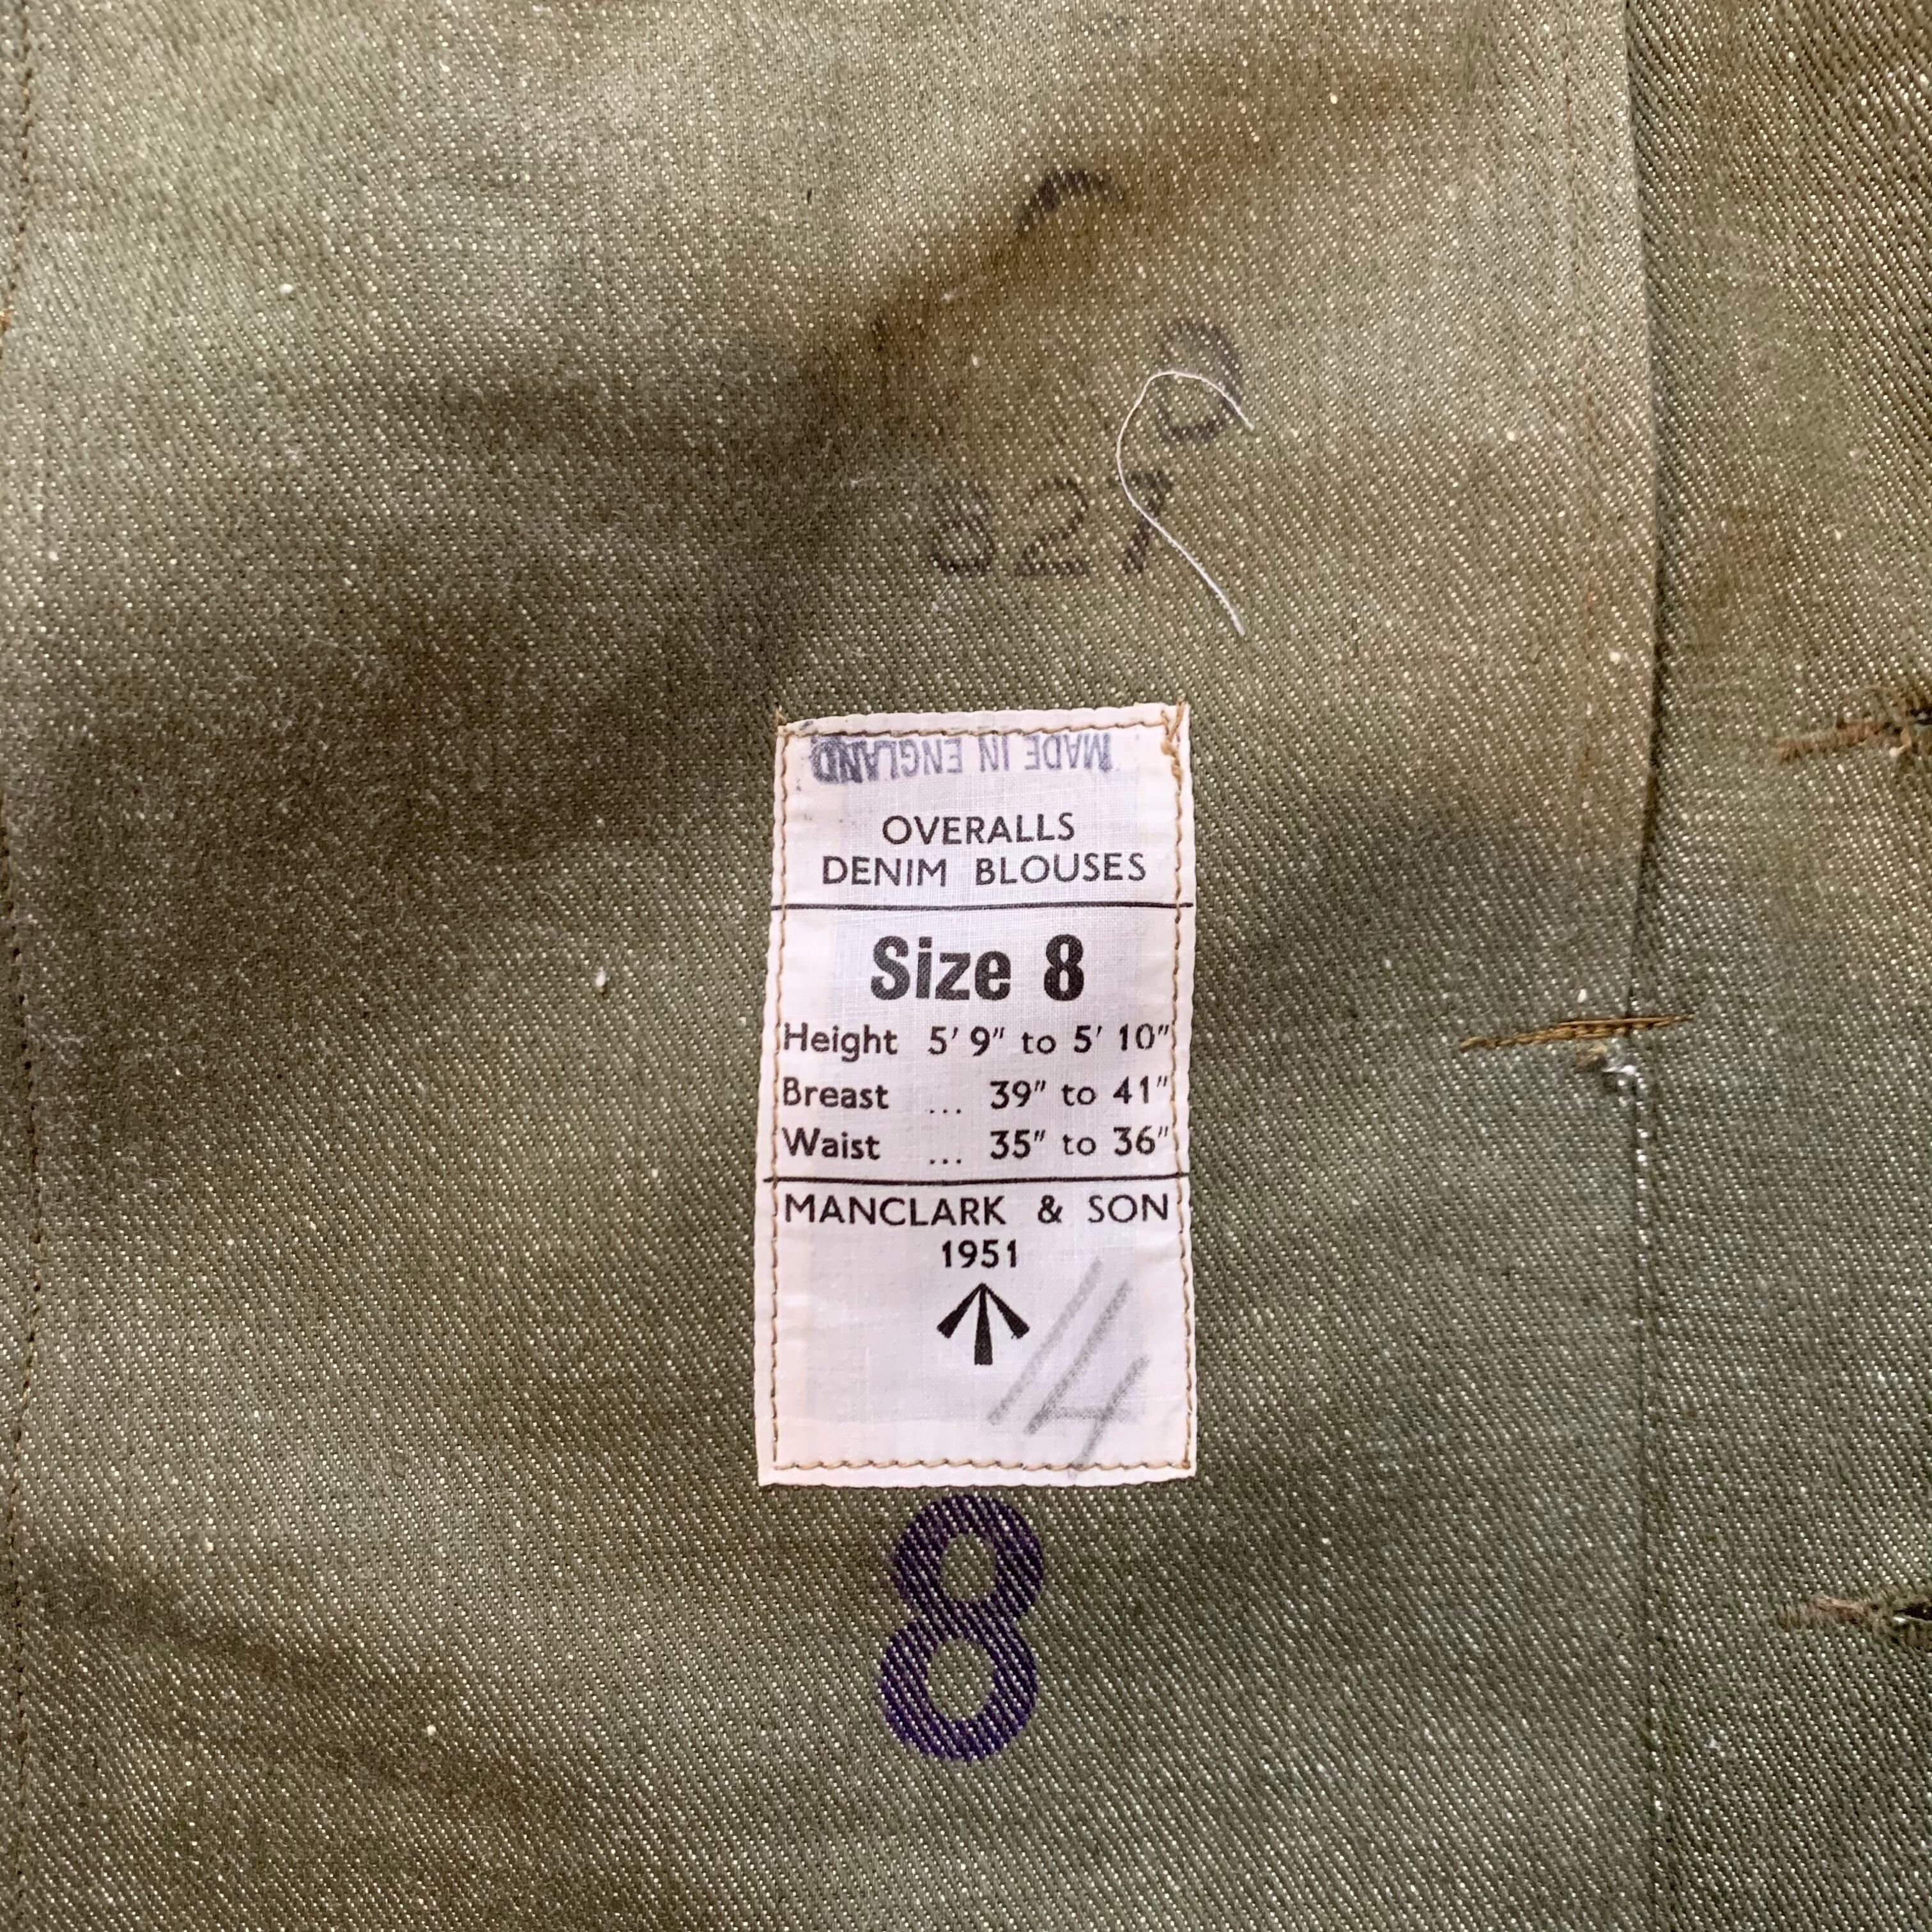 827
MADE IN ENGLAND
OVERALLS
DENIM BLOUSES
Size 8
Height 5' 9" to 5' 10"
Breast ... 39" to 41"
Waist ... 35" to 36"
MANCLARK & SON
1951
14
8